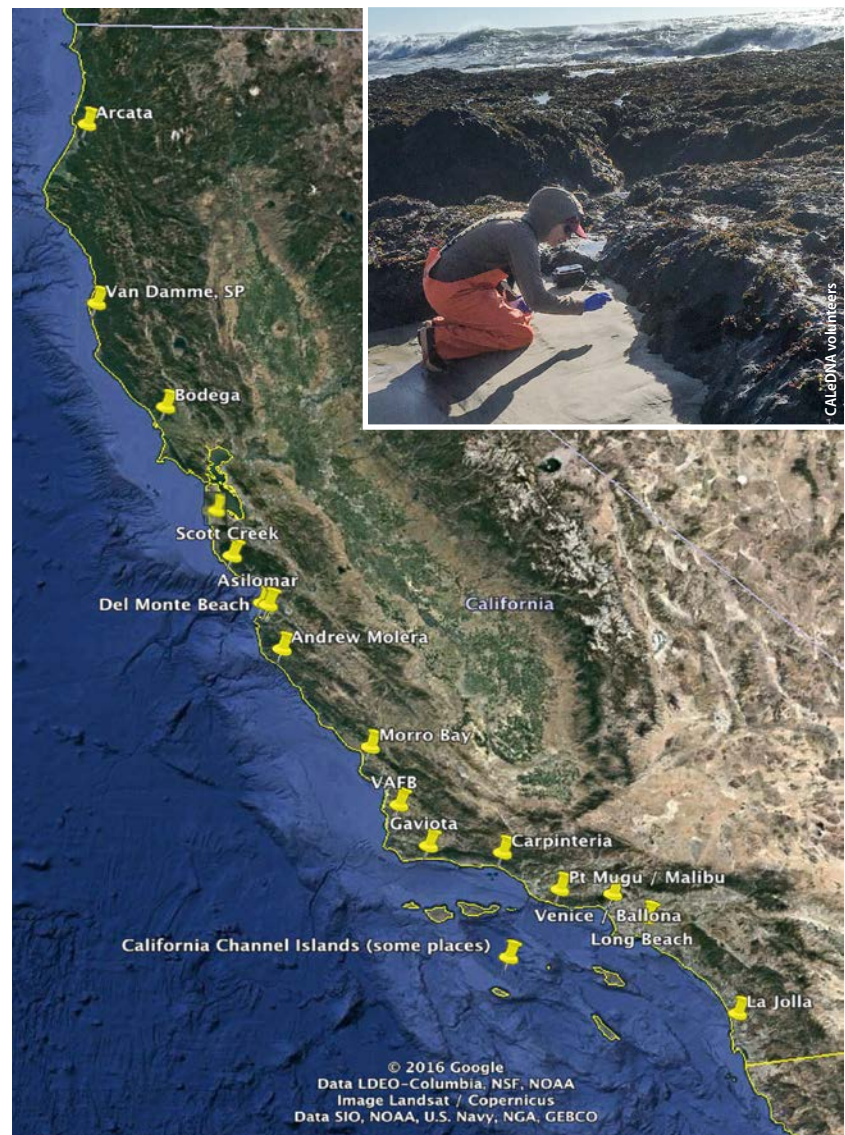 Arcata
Van Damme, SP
Bodega
Scott Creek
Asilomar
Del Monte Beach
Andrew Molera
California
Morro Bay
VAFB
Gaviota
Carpinteria
Pt Mugu / Malibu
Venice / Ballona
Long Beach
California Channel Islands (some places)
La Jolla
© 2016 Google
Data LDEO-Columbia, NSF, NOAA
Image Landsat / Copernicus
Data SIO, NOAA, U.S. Navy, NGA, GEBCO
CALeDNA volunteers